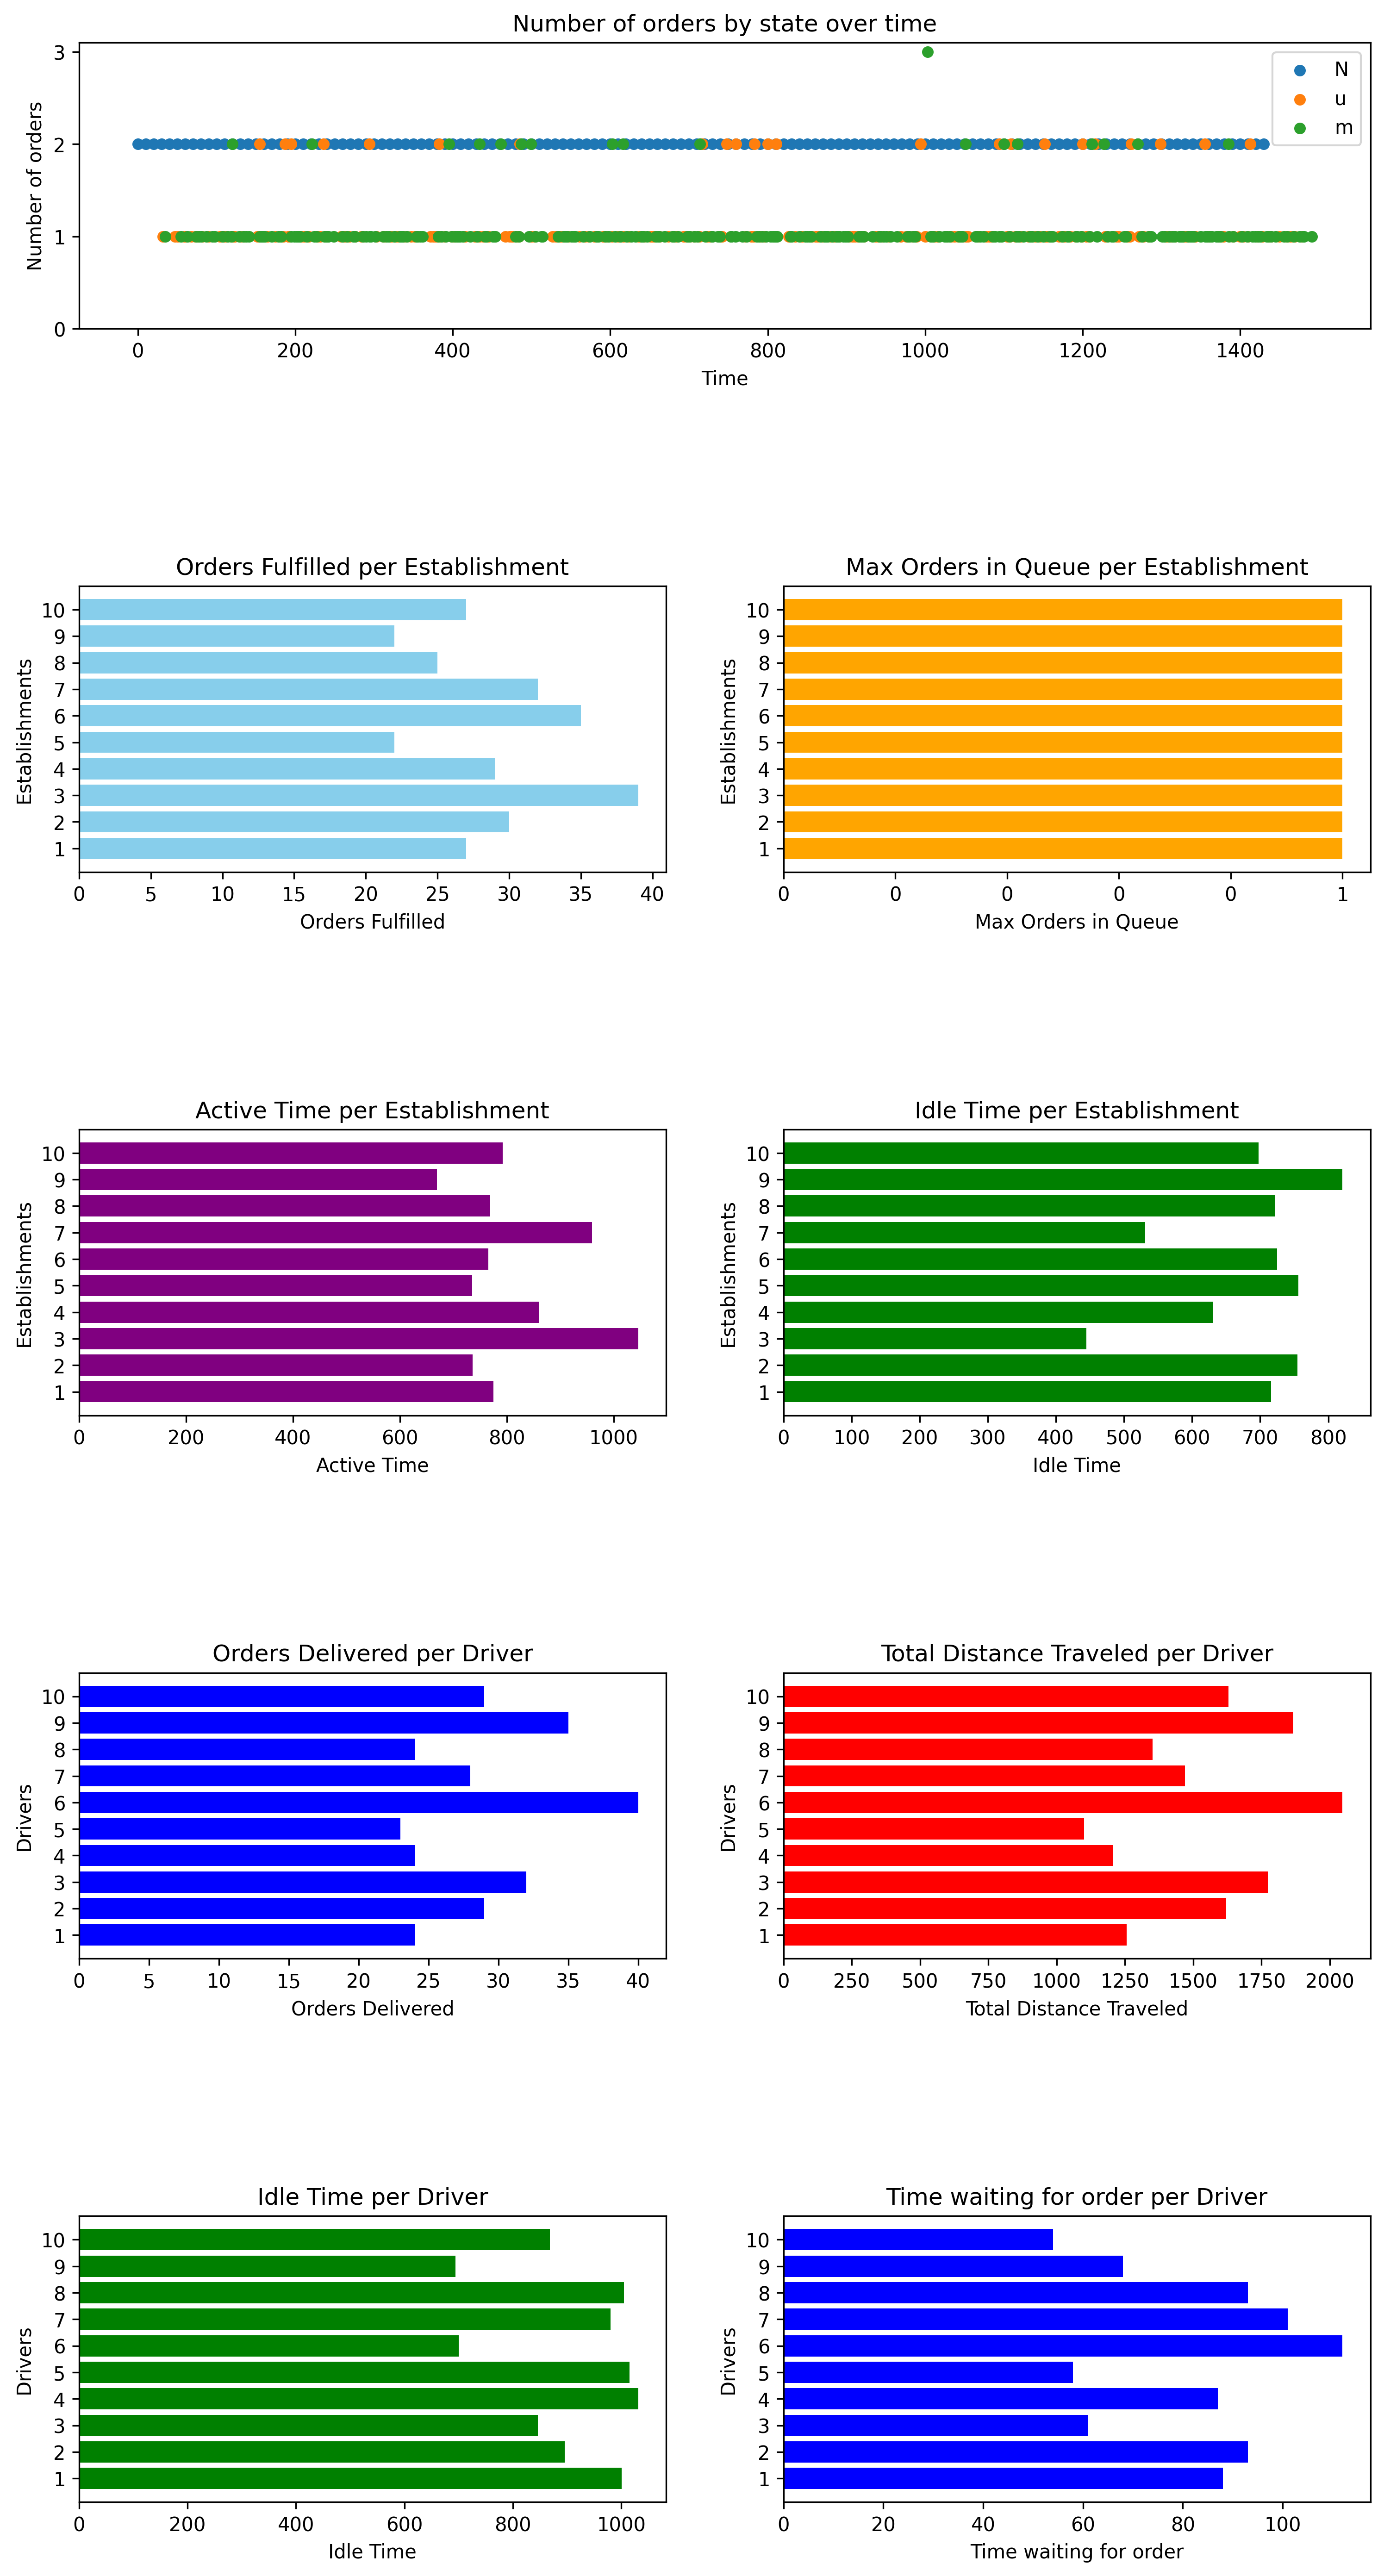 Number of orders by state over time
Number of orders
3
2
1
0
N
u
m
0 200 400 600 800 1000 1200 1400
Time
Orders Fulfilled per Establishment
Establishments
10
9
8
7
6
5
4
3
2
1
0 5 10 15 20 25 30 35 40
Orders Fulfilled
Max Orders in Queue per Establishment
Establishments
10
9
8
7
6
5
4
3
2
1
0 0 0 0 0 1
Max Orders in Queue
Active Time per Establishment
Establishments
10
9
8
7
6
5
4
3
2
1
0 200 400 600 800 1000
Active Time
Idle Time per Establishment
Establishments
10
9
8
7
6
5
4
3
2
1
0 100 200 300 400 500 600 700 800
Idle Time
Orders Delivered per Driver
Drivers
10
9
8
7
6
5
4
3
2
1
0 5 10 15 20 25 30 35 40
Orders Delivered
Total Distance Traveled per Driver
Drivers
10
9
8
7
6
5
4
3
2
1
0 250 500 750 1000 1250 1500 1750 2000
Total Distance Traveled
Idle Time per Driver
Drivers
10
9
8
7
6
5
4
3
2
1
0 200 400 600 800 1000
Idle Time
Time waiting for order per Driver
Drivers
10
9
8
7
6
5
4
3
2
1
0 20 40 60 80 100
Time waiting for order